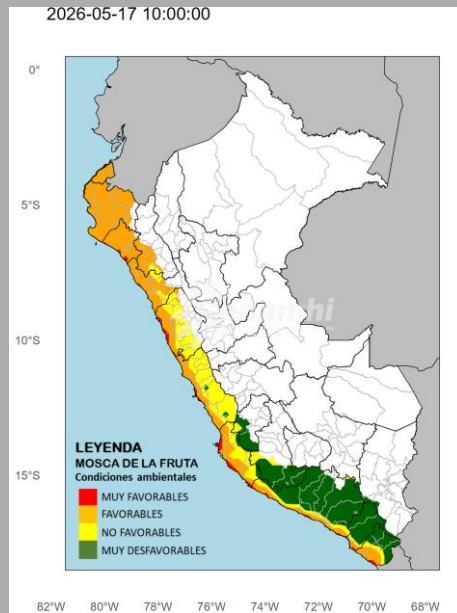 2026-05-17 10:00:00
0°
5°S
10°S
15°S
LEYENDA
MOSCA DE LA FRUTA
Condiciones ambientales
MUY FAVORABLES
FAVORABLES
NO FAVORABLES
MUY DESFAVORABLES
82°W 80°W 78°W 76°W 74°W 72°W 70°W 68°W